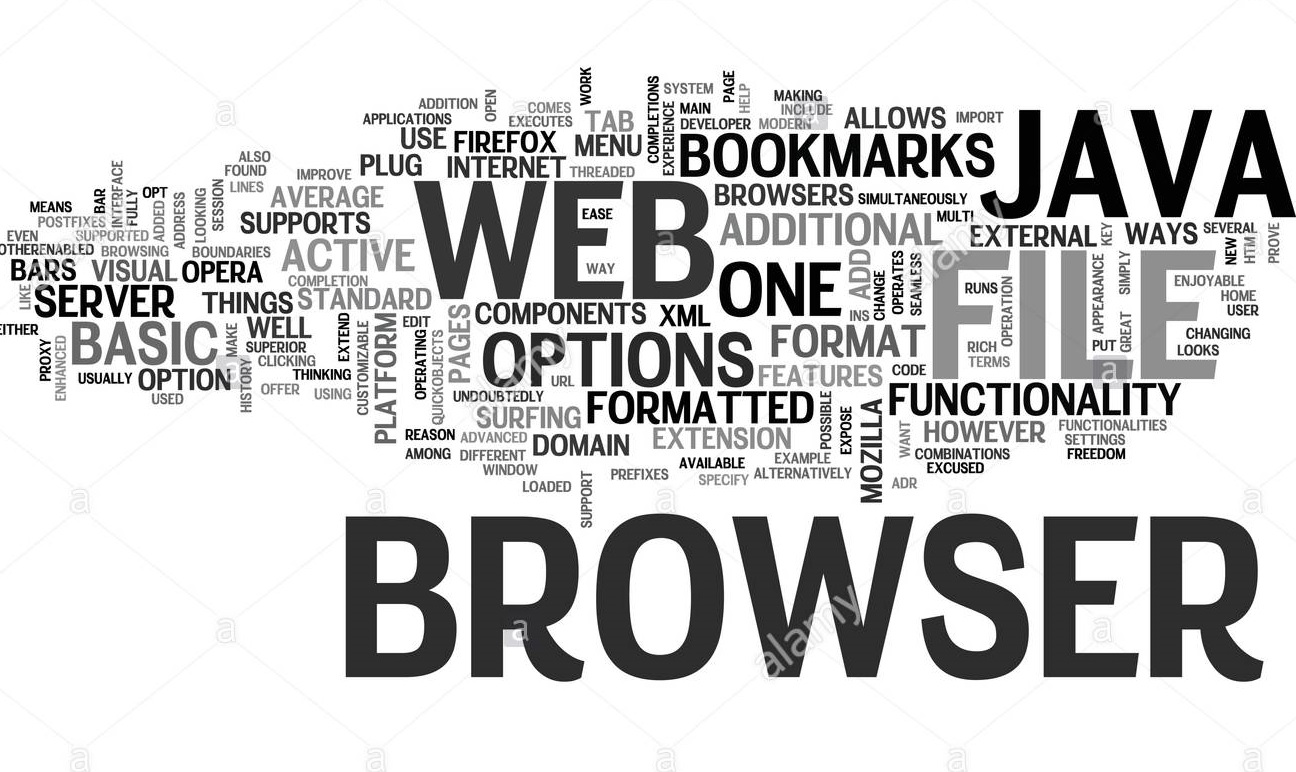 WORK
COMPLETIONS
SYSTEM
PAGE
HELP
MAKING
ADDITION
OPEN
COMES
MAIN
INCLUDE
APPLICATIONS
EXECUTES
TAB
EXPERIENCE
DEVELOPER
MODERN
ALLOWS
IMPORT
JAVA
USE
FIREFOX
MENU
BOOKMARKS
ALSO
FOUND
LINES
IMPROVE
PLUG
INTERNET
THREADED
BAR
INTERFACE
FULLY
OPT
ADDED
ADDRESS
LOOKING
SESSION
AVERAGE
WEB
EASE
WAY
BROWSERS
SIMULTANEOUSLY
MEANS
POSTFIXES
SUPPORTS
ADDITIONAL
MULTI
EXTERNAL
KEY
WAYS
SEVERAL
NEW
HTM
PROVE
EVEN
SUPPORTED
OTHERENABLED
BROWSING
BOUNDARIES
ACTIVE
BARS
VISUAL
OPERA
COMPLETION
ONE
ADD
CHANGE
OPERATES
SEAMLESS
FILE
RUNS
OPERATION
APPEARANCE
SIMPLY
ENJOYABLE
HOME
USER
LIKE
SERVER
THINGS
STANDARD
COMPONENTS
XML
INS
EITHER
BASIC
MAKE
WELL
EXTEND
CUSTOMIZABLE
PLATFORM
EDIT
OPERATING
QUICKOBJECTS
PAGES
OPTIONS
FORMAT
RICH
TERMS
PUT
GREAT
CHANGING
LOOKS
PROXY
ENHANCED
SUPERIOR
CLICKING
USUALLY
OPTION
HISTORY
THINKING
URL
FEATURES
CODE
USED
OFFER
USING
UNDOUBTEDLY
SURFING
FORMATTED
POSSIBLE
EXPOSE
MOZILLA
FUNCTIONALITY
REASON
ADVANCED
DOMAIN
EXTENSION
WANT
HOWEVER
FUNCTIONALITIES
SETTINGS
AMONG
DIFFERENT
AVAILABLE
EXAMPLE
COMBINATIONS
FREEDOM
WINDOW
PREFIXES
SPECIFY
ALTERNATIVELY
EXCUSED
LOADED
SUPPORT
ADR
BROWSER
alamy